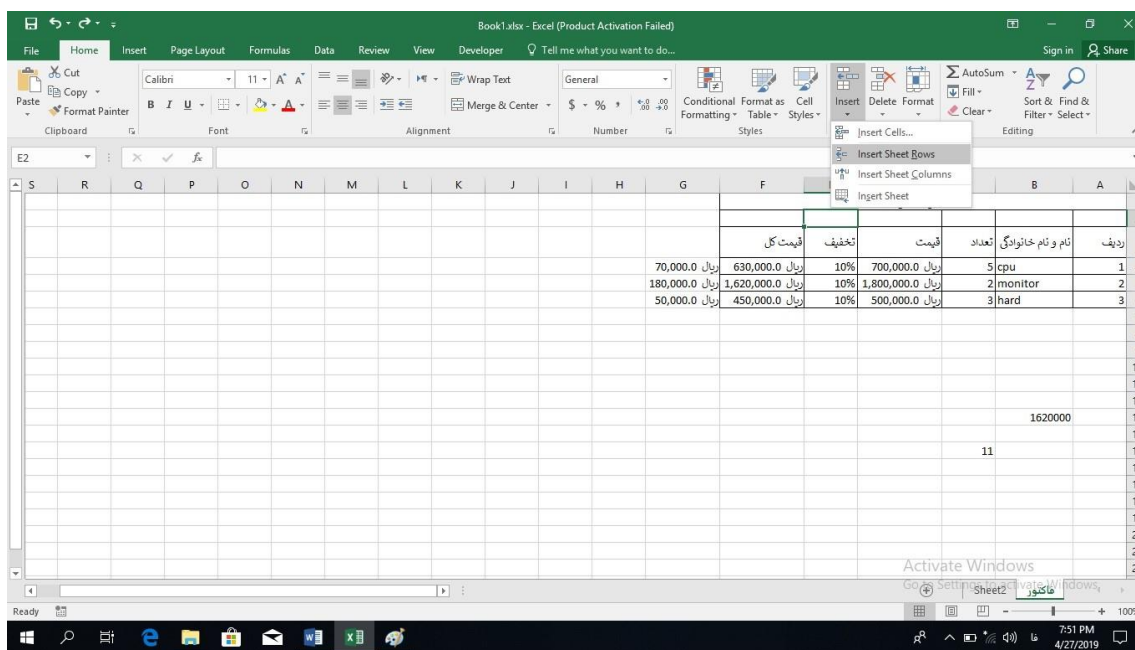 Book1.xlsx - Excel (Product Activation Failed)
File Home Insert Page Layout Formulas Data Review View Developer Tell me what you want to do... Sign in Share
Cut
Copy
Format Painter
Paste
Clipboard
Calibri 11
B I U
Font
Wrap Text
Merge & Center
Alignment
General
$ % ,
Number
Conditional Formatting
Format as Table
Cell Styles
Styles
Insert Delete Format
AutoSum
Fill
Clear
Sort & Filter
Find & Select
Editing
Insert Cells...
Insert Sheet Rows
Insert Sheet Columns
Insert Sheet
E2 fx
S R Q P O N M L K J I H G F B A
ردیف نام و نام خانوادگی تعداد قیمت تخفیف قیمت کل
1 cpu 5 ریال 700,000.0 10% ریال 630,000.0 ریال 70,000.0
2 monitor 2 ریال 1,800,000.0 10% ریال 1,620,000.0 ریال 180,000.0
3 hard 3 ریال 500,000.0 10% ریال 450,000.0 ریال 50,000.0
1620000
11
Activate Windows
Go to Settings to activate Windows.
فاکتور Sheet2
Ready
7:51 PM
فا
4/27/2019